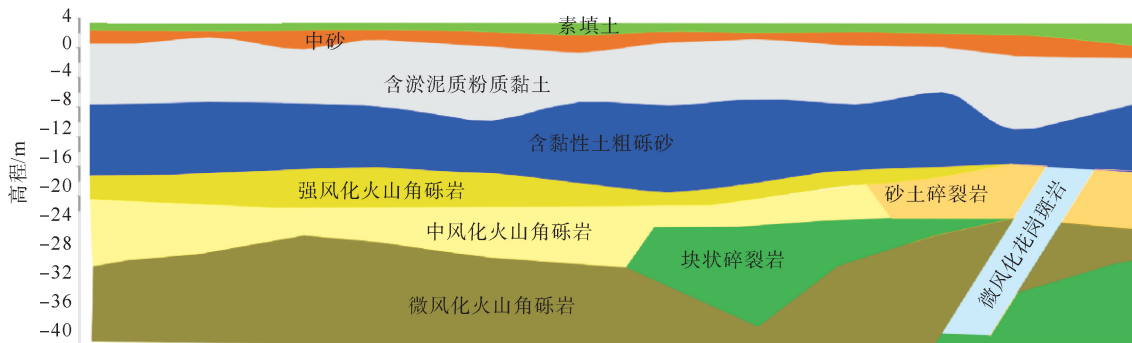 4
0
-4
-8
-12
-16
-20
-24
-28
-32
-36
-40
高程/m
素填土
中砂
含淤泥质粉质黏土
含黏性土粗砾砂
强风化火山角砾岩
砂土碎裂岩
中风化火山角砾岩
块状碎裂岩
微风化花岗斑岩
微风化火山角砾岩